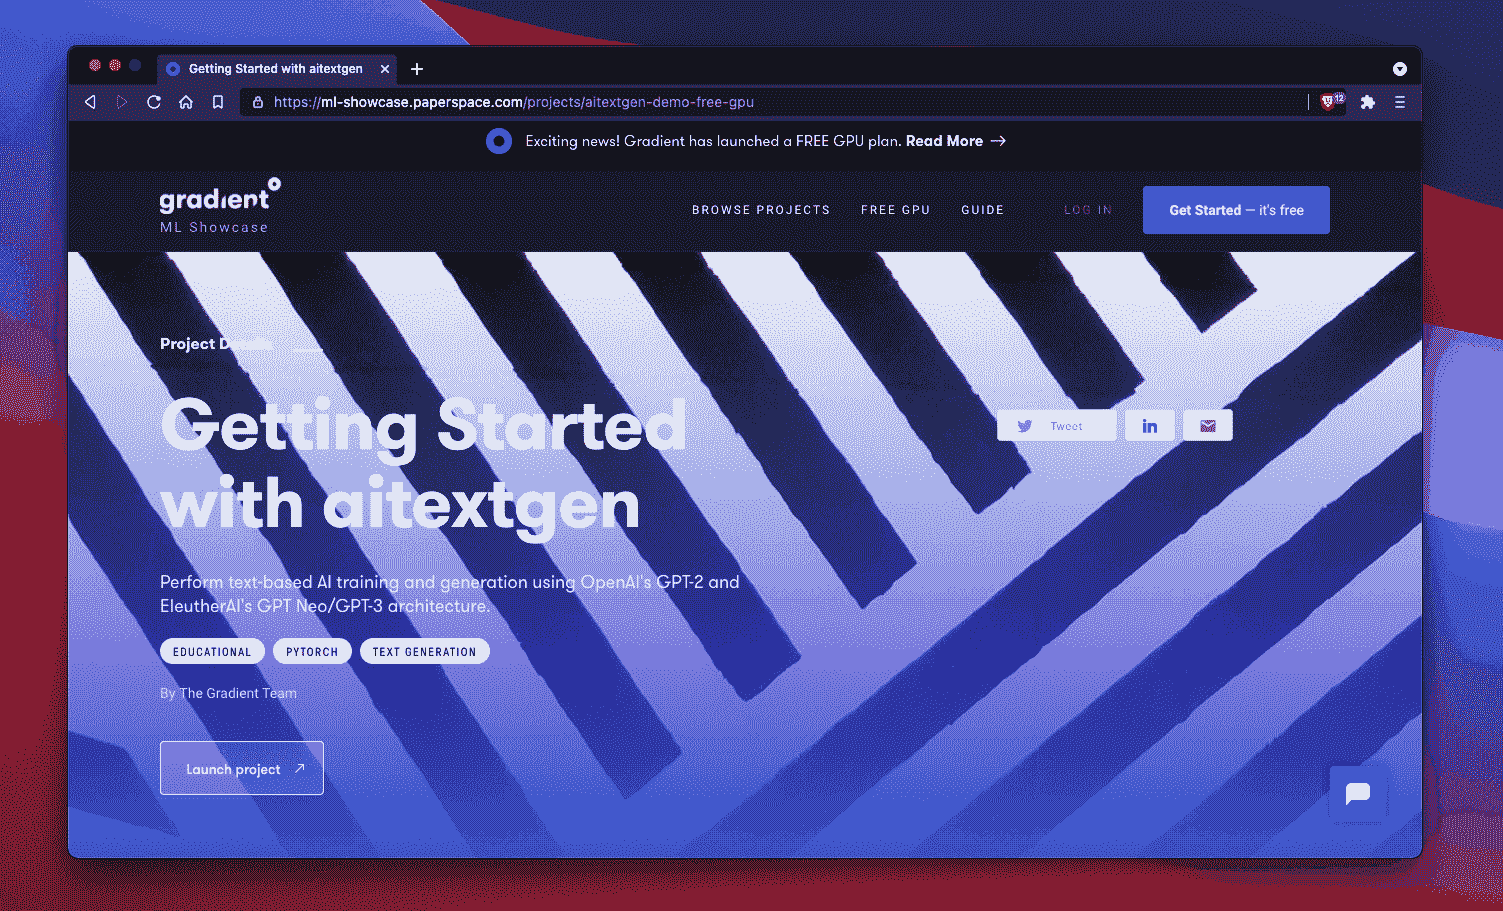 Getting Started with aitextgen
https://ml-showcase.paperspace.com/projects/aitextgen-demo-free-gpu
12
Exciting news! Gradient has launched a FREE GPU plan. Read More →
gradient
ML Showcase
BROWSE PROJECTS
FREE GPU
GUIDE
LOG IN
Get Started — it's free
Project
Getting Started
with aitextgen
Tweet
in
Perform text-based AI training and generation using OpenAI's GPT-2 and
EleutherAI's GPT Neo/GPT-3 architecture.
EDUCATIONAL
PYTORCH
TEXT GENERATION
By The Gradient Team
Launch project